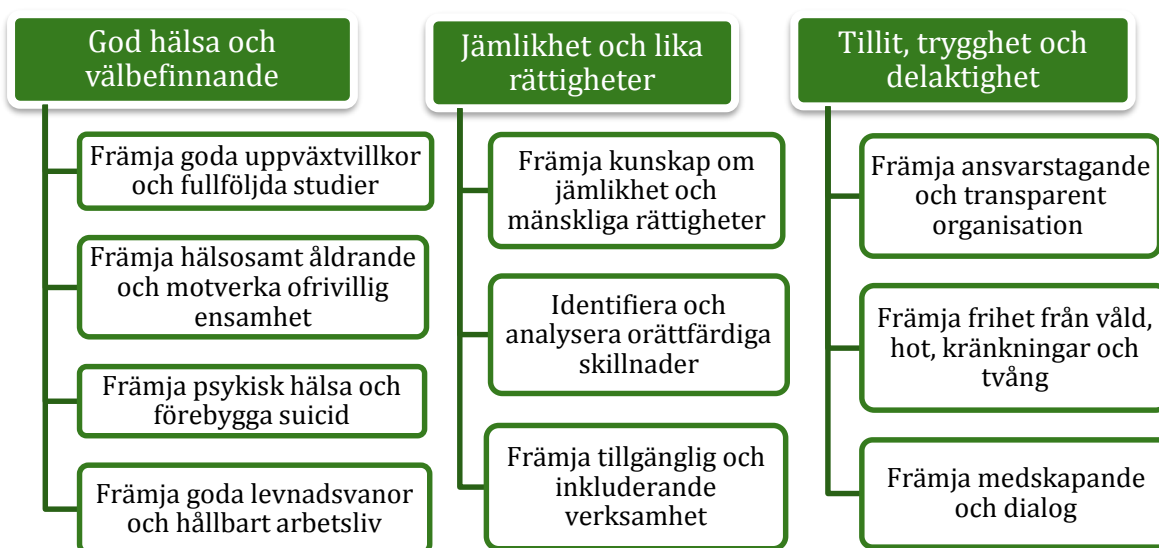 God hälsa och
välbefinnande
Främja goda uppväxtvillkor
och fullföljda studier
Främja hälsosamt åldrande
och motverka ofrivillig
ensamhet
Främja psykisk hälsa och
förebygga suicid
Främja goda levnadsvanor
och hållbart arbetsliv
Jämlikhet och lika
rättigheter
Främja kunskap om
jämlikhet och
mänskliga rättigheter
Identifiera och
analysera orättfärdiga
skillnader
Främja tillgänglig och
inkluderande
verksamhet
Tillit, trygghet och
delaktighet
Främja ansvarstagande
och transparent
organisation
Främja frihet från våld,
hot, kränkningar och
tvång
Främja medskapande
och dialog